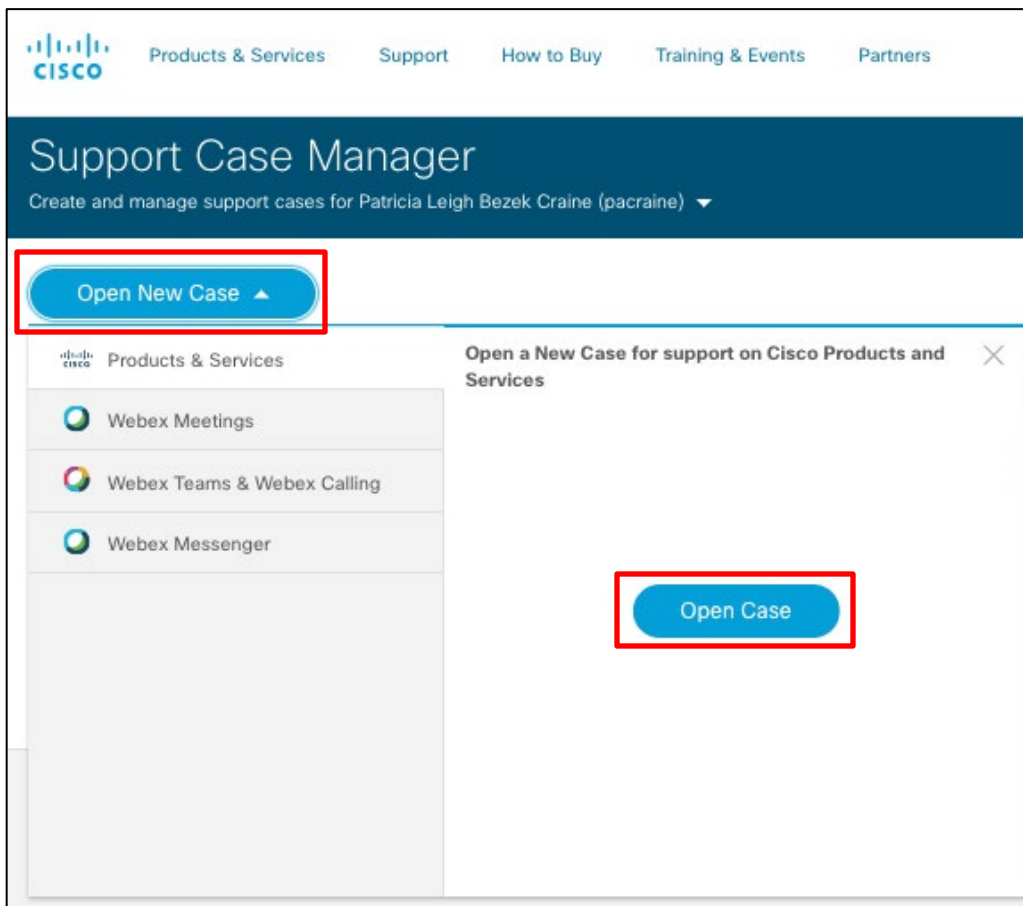 CISCO
Products & Services Support How to Buy Training & Events Partners
Support Case Manager
Create and manage support cases for Patricia Leigh Bezek Craine (pacraine)
Open New Case
CISCO Products & Services
Webex Meetings
Webex Teams & Webex Calling
Webex Messenger
Open a New Case for support on Cisco Products and
Services
Open Case